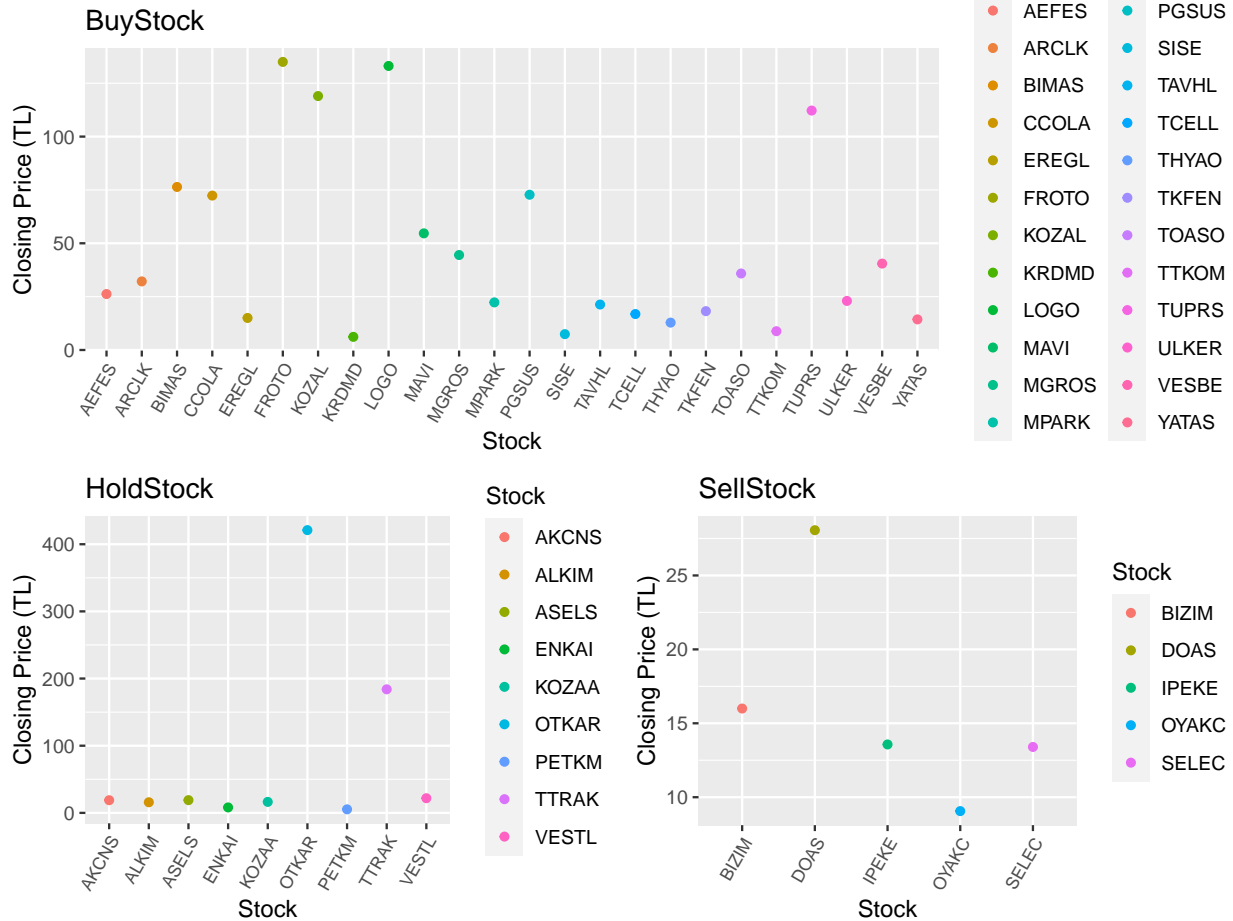 BuyStock
Closing Price (TL)
100
50
0
AEFES
ARCLK
BIMAS
CCOLA
EREGL
FROTO
KOZAL
KRDMD
LOGO
MAVI
MGROS
MPARK
PGSUS
SISE
TAVHL
TCELL
THYAO
TKFEN
TOASO
TTKOM
TUPRS
ULKER
VESBE
YATAS
Stock
AEFES
ARCLK
BIMAS
CCOLA
EREGL
FROTO
KOZAL
KRDMD
LOGO
MAVI
MGROS
MPARK
PGSUS
SISE
TAVHL
TCELL
THYAO
TKFEN
TOASO
TTKOM
TUPRS
ULKER
VESBE
YATAS
HoldStock
Closing Price (TL)
400
300
200
100
0
AKCNS
ALKIM
ASELS
ENKAI
KOZAA
OTKAR
PETKM
TTRAK
VESTL
Stock
Stock
AKCNS
ALKIM
ASELS
ENKAI
KOZAA
OTKAR
PETKM
TTRAK
VESTL
SellStock
Closing Price (TL)
25
20
15
10
BIZIM
DOAS
IPEKE
OYAKC
SELEC
Stock
Stock
BIZIM
DOAS
IPEKE
OYAKC
SELEC